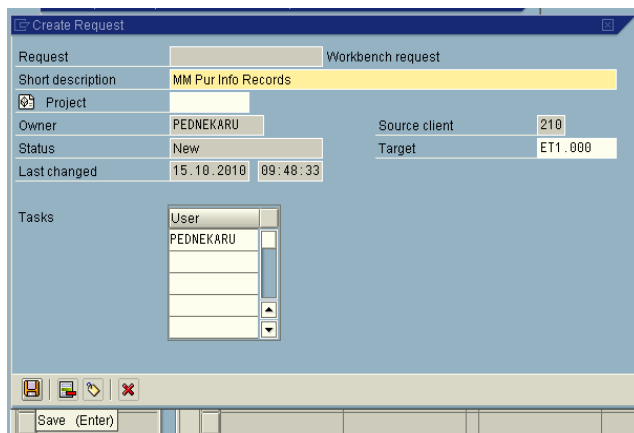 Create Request
Request Workbench request
Short description MM Pur Info Records
Project
Owner PEDNEKARU Source client 210
Status New Target ET1.000
Last changed 15.10.2010 09:48:33
Tasks User
PEDNEKARU
Save (Enter)